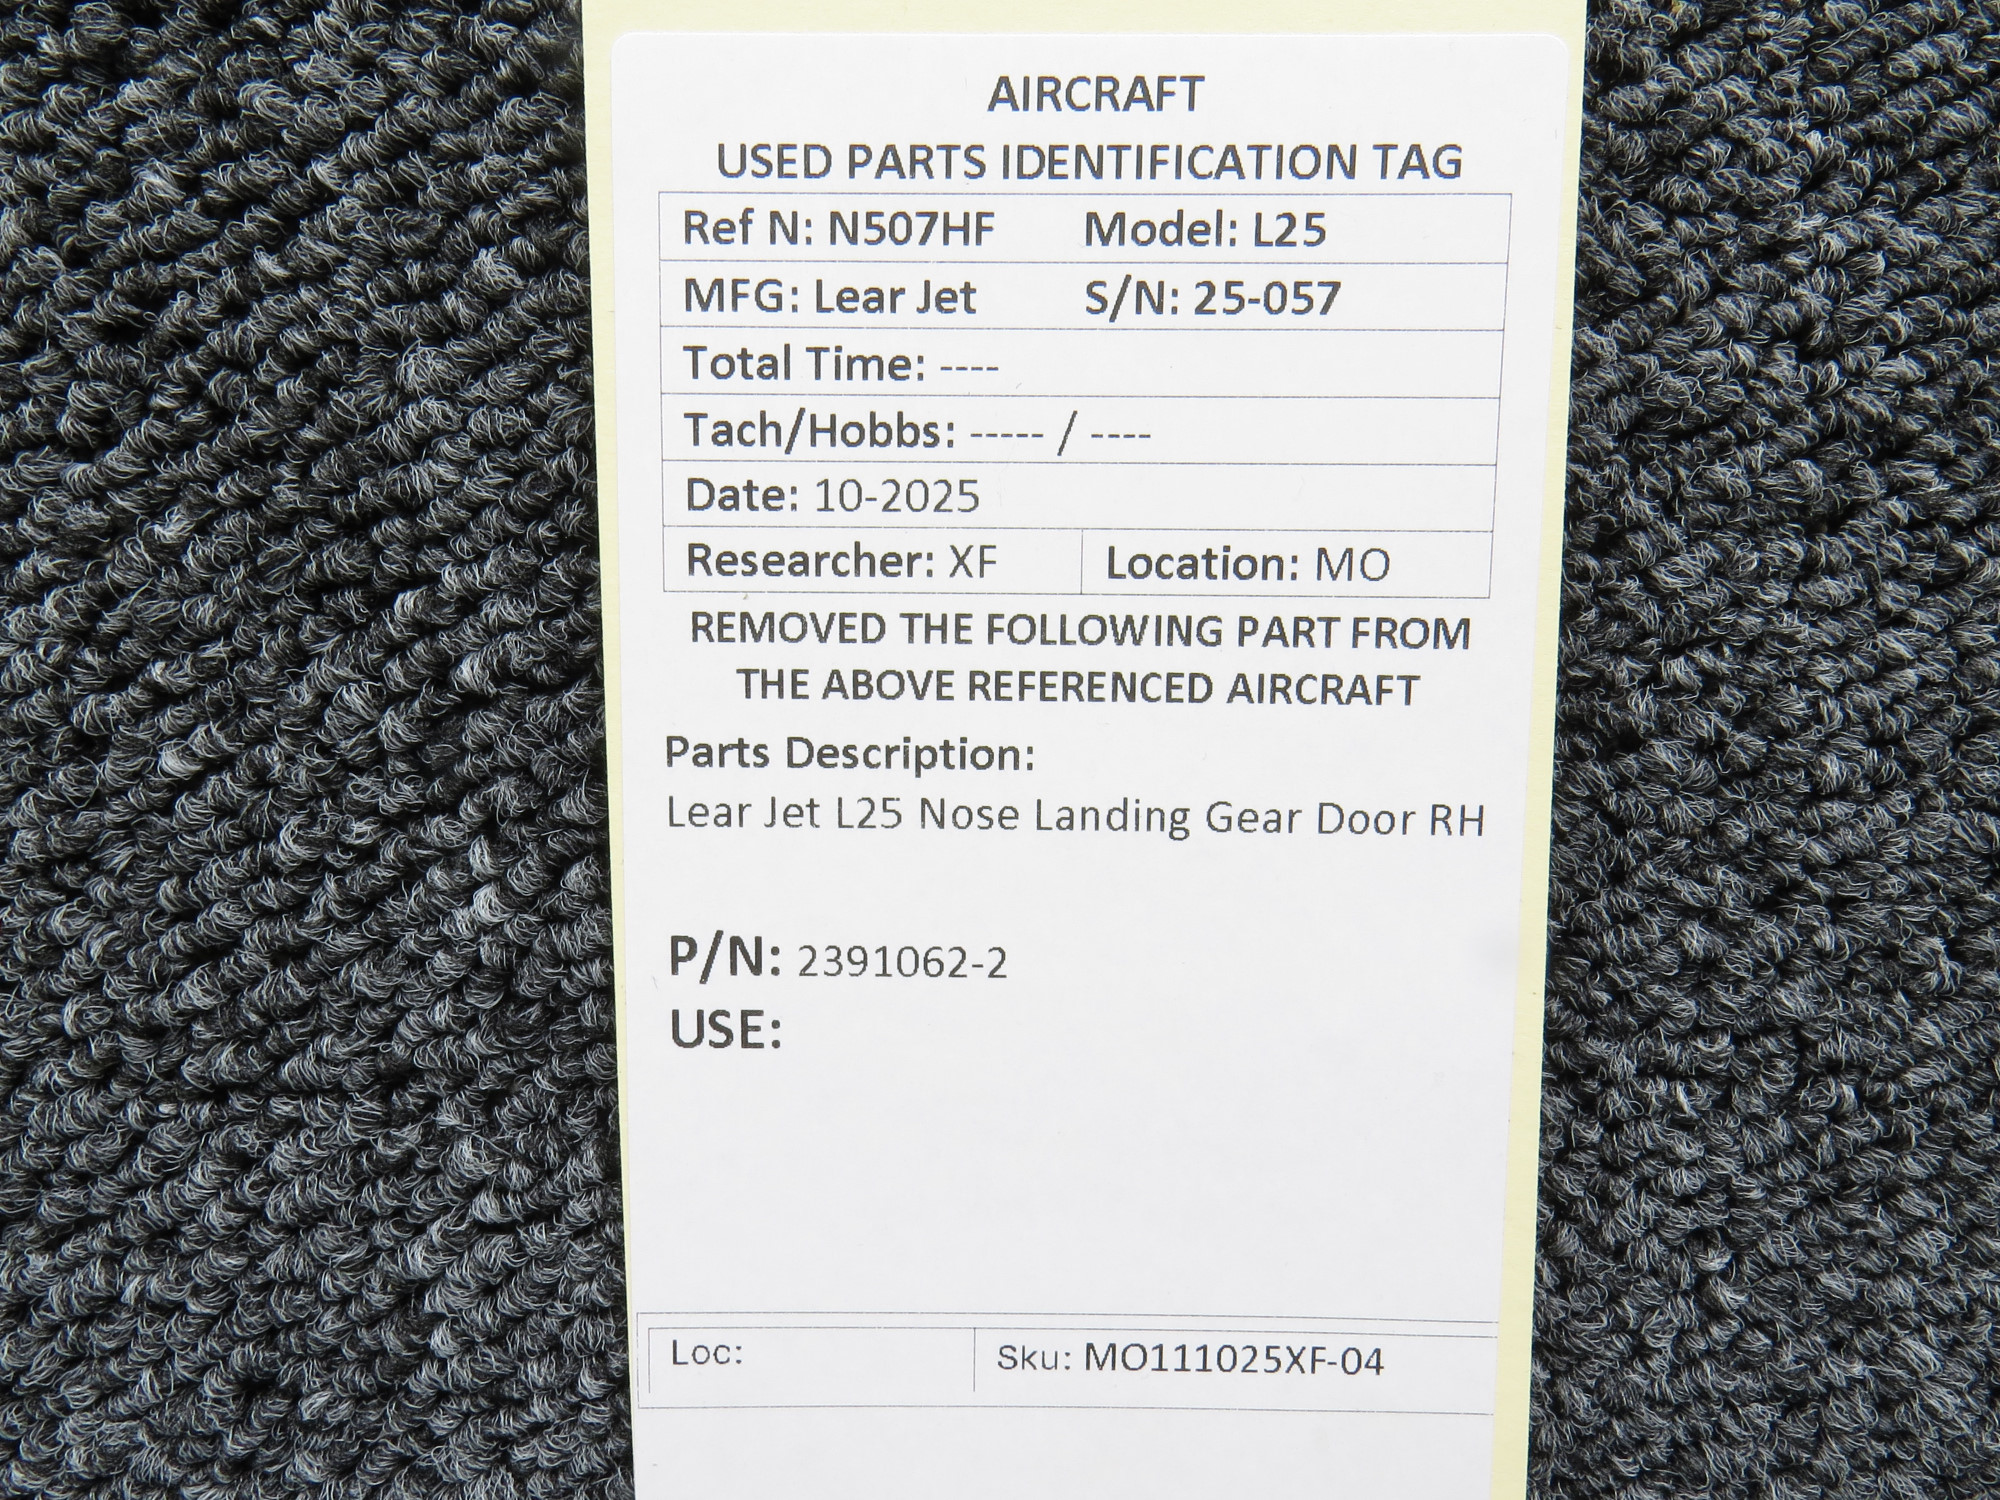 AIRCRAFT
USED PARTS IDENTIFICATION TAG
Ref N: N507HF Model: L25
MFG: Lear Jet S/N: 25-057
Total Time: ----
Tach/Hobbs: ----- / ----
Date: 10-2025
Researcher: XF Location: MO
REMOVED THE FOLLOWING PART FROM
THE ABOVE REFERENCED AIRCRAFT
Parts Description:
Lear Jet L25 Nose Landing Gear Door RH
P/N: 2391062-2
USE:
Loc: Sku: MO111025XF-04